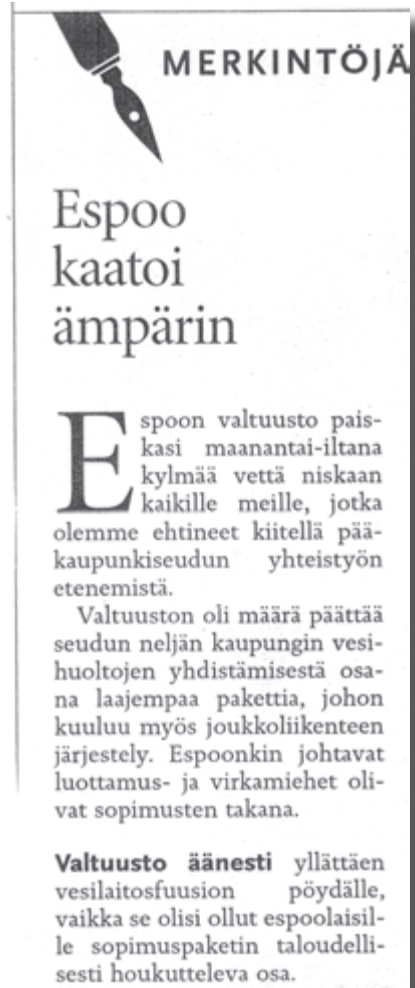 MERKINTÖJÄ
Espoo
kaatoi
ämpärin
Espoon valtuusto pais-
kasi maanantai-iltana
kylmää vettä niskaan
kaikille meille, jotka
olemme ehtineet kiitellä pää-
kaupunkiseudun yhteistyön
etenemistä.
Valtuuston oli määrä päättää
seudun neljän kaupungin vesi-
huoltojen yhdistämisestä osa-
na laajempaa pakettia, johon
kuuluu myös joukkoliikenteen
järjestely. Espoonkin johtavat
luottamus- ja virkamiehet oli-
vat sopimusten takana.
Valtuusto äänesti yllättäen
vesilaitosfuusion pöydälle,
vaikka se olisi ollut espoolaisil-
le sopimuspaketin taloudelli-
sesti houkutteleva osa.